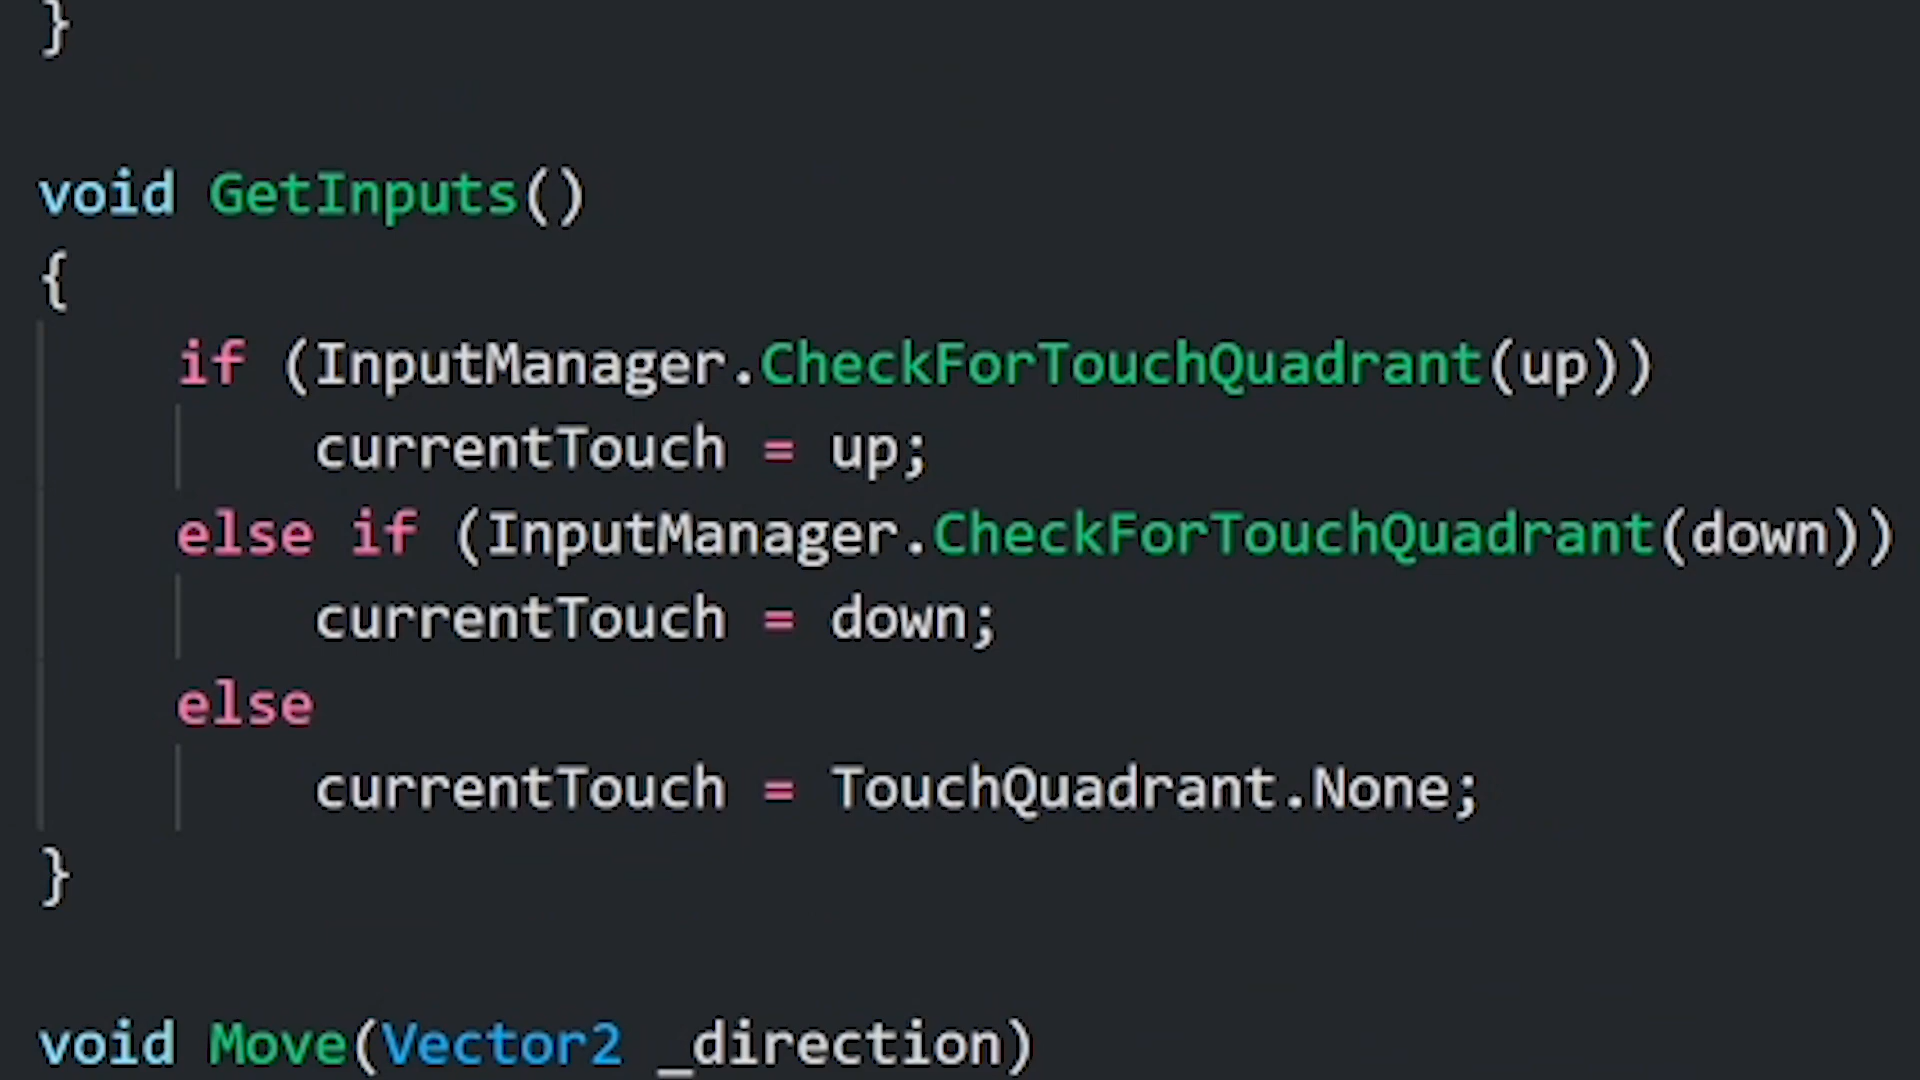 }
void GetInputs()
{
if (InputManager.CheckForTouchQuadrant(up))
currentTouch = up;
else if (InputManager.CheckForTouchQuadrant(down))
currentTouch = down;
else
currentTouch = TouchQuadrant.None;
}
void Move(Vector2 _direction)